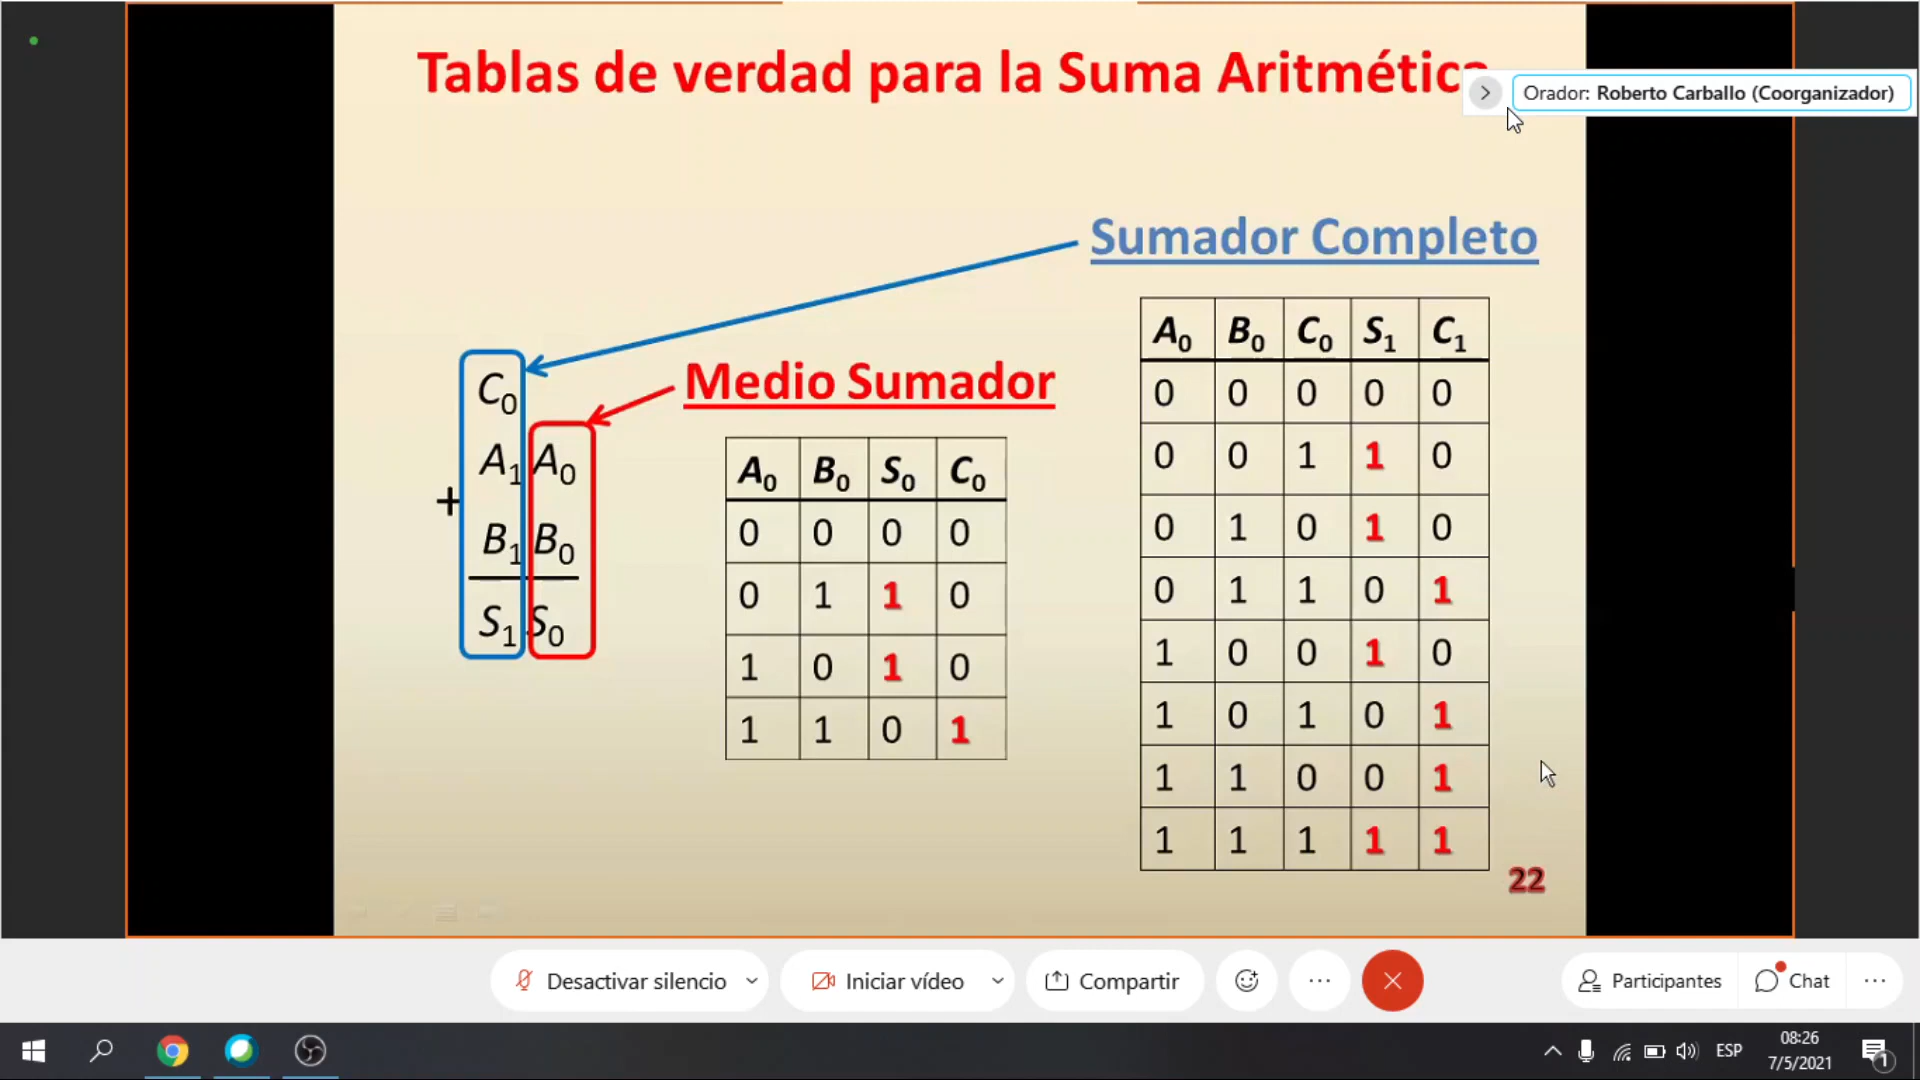 Tablas de verdad para la Suma Aritmética
Orador: Roberto Carballo (Coorganizador)
Sumador Completo
Medio Sumador
C0
A1 A0
+
B1 B0
S1 S0
A0 B0 S0 C0
0 0 0 0
0 1 1 0
1 0 1 0
1 1 0 1
A0 B0 C0 S1 C1
0 0 0 0 0
0 0 1 1 0
0 1 0 1 0
0 1 1 0 1
1 0 0 1 0
1 0 1 0 1
1 1 0 0 1
1 1 1 1 1
22
Desactivar silencio
Iniciar vídeo
Compartir
Participantes
Chat
ESP
08:26
7/5/2021
1